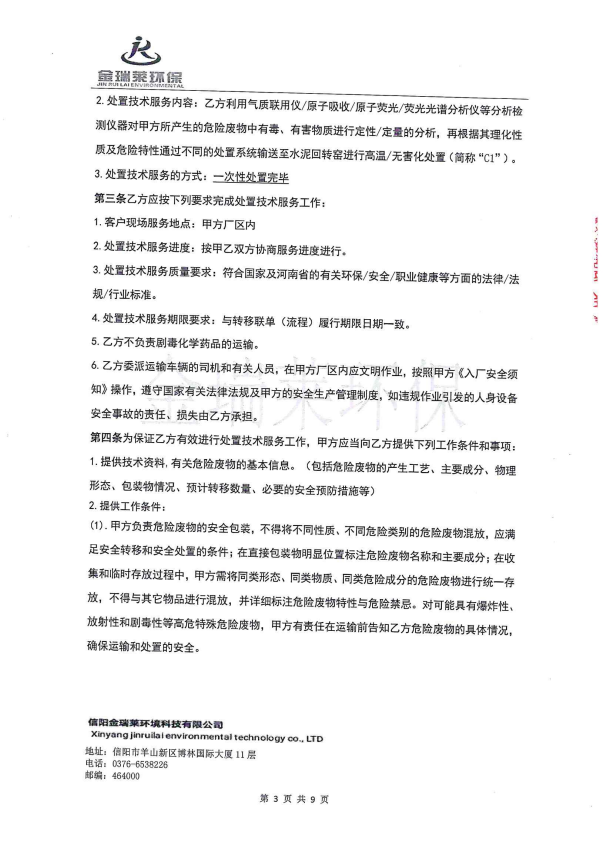 金瑞莱环保
JIN RUI LAI ENVIRONMENTAL
2. 处置技术服务内容：乙方利用气质联用仪/原子吸收/原子荧光/荧光光谱分析仪等分析检
测仪器对甲方所产生的危险废物中有毒、有害物质进行定性/定量的分析，再根据其理化性
质及危险特性通过不同的处置系统输送至水泥回转窑进行高温/无害化处置(简称“C1”)。
3. 处置技术服务的方式：一次性处置完毕
第三条乙方应按下列要求完成处置技术服务工作：
1. 客户现场服务地点：甲方厂区内
2. 处置技术服务进度：按甲乙双方协商服务进度进行。
3. 处置技术服务质量要求：符合国家及河南省的有关环保/安全/职业健康等方面的法律/法
规/行业标准。
4. 处置技术服务期限要求：与转移联单（流程）履行期限日期一致。
5. 乙方不负责剧毒化学药品的运输。
6. 乙方委派运输车辆的司机和有关人员，在甲方厂区内应文明作业，按照甲方《入厂安全须
知》操作，遵守国家有关法律法规及甲方的安全生产管理制度，如违规作业引发的人身设备
安全事故的责任、损失由乙方承担。
金瑞莱环保
第四条为保证乙方有效进行处置技术服务工作，甲方应当向乙方提供下列工作条件和事项：
1. 提供技术资料,有关危险废物的基本信息。（包括危险废物的产生工艺、主要成分、物理
形态、包装物情况、预计转移数量、必要的安全预防措施等）
2. 提供工作条件：
(1). 甲方负责危险废物的安全包装，不得将不同性质、不同危险类别的危险废物混放，应满
足安全转移和安全处置的条件；在直接包装物明显位置标注危险废物名称和主要成分；在收
集和临时存放过程中，甲方需将同类形态、同类物质、同类危险成分的危险废物进行统一存
放，不得与其它物品进行混放，并详细标注危险废物特性与危险禁忌。对可能具有爆炸性、
放射性和剧毒性等高危特殊危险废物，甲方有责任在运输前告知乙方危险废物的具体情况，
确保运输和处置的安全。
信阳金瑞莱环境科技有限公司
Xinyang jinruilai environmental technology co., LTD
地址：信阳市羊山新区博林国际大厦 11 层
电话：0376-6538226
邮编：464000
第 3 页 共 9 页